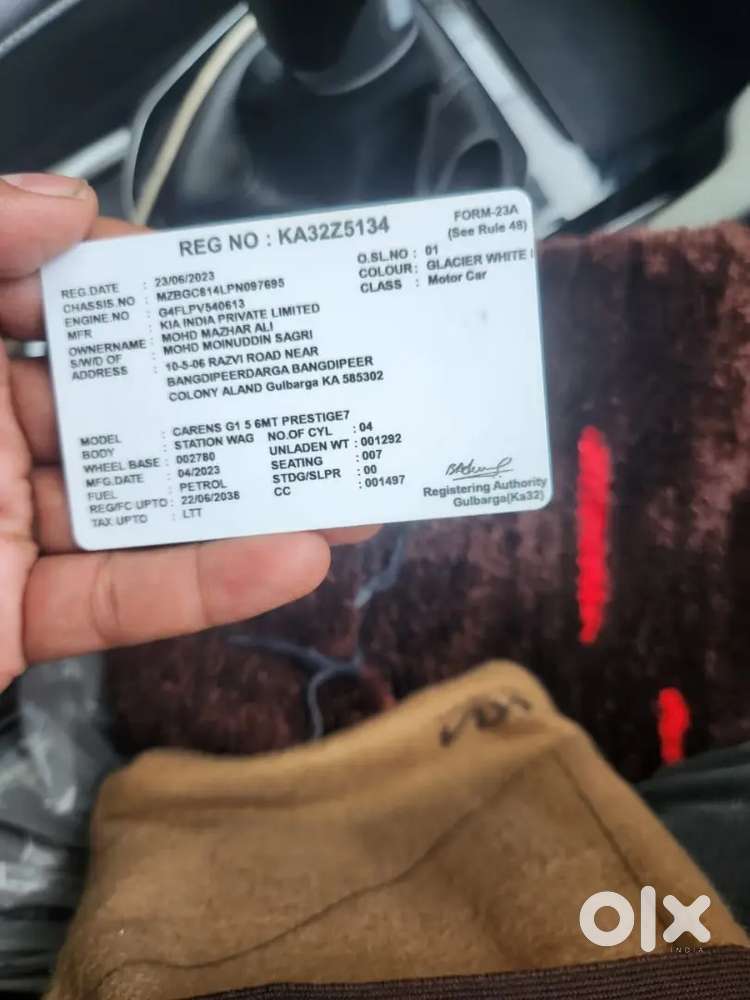 REG NO : KA32Z5134
FORM-23A
(See Rule 48)
REG.DATE : 23/06/2023
O.SL.NO : 01
CHASSIS.NO : MZBGC814LPN097695
COLOUR : GLACIER WHITE
ENGINE.NO : G4FLPV540613
CLASS : Motor Car
MFR : KIA INDIA PRIVATE LIMITED
OWNERNAME : MOHD MAZHAR ALI
S/W/D OF : MOHD MOINUDDIN SAGRI
ADDRESS : 10-5-06 RAZVI ROAD NEAR
BANGDIPEERDARGA BANGDIPEER
COLONY ALAND Gulbarga KA 585302
MODEL : CARENS G1 5 6MT PRESTIGE7
BODY : STATION WAG NO.OF CYL : 04
WHEEL BASE : 002780 UNLADEN WT : 001292
MFG.DATE : 04/2023 SEATING : 007
FUEL : PETROL STDG/SLPR : 00
REG/FC UPTO : 22/06/2038 CC : 001497
TAX. UPTO : LTT
Registering Authority
Gulbarga(Ka32)
olx
INDIA